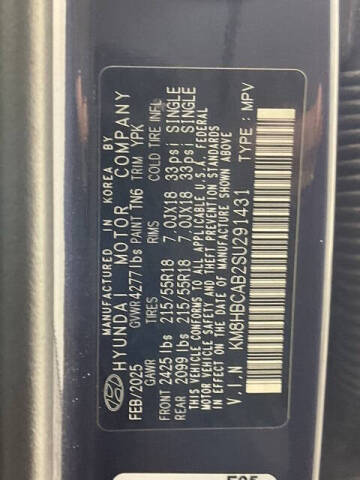 MANUFACTURED IN KOREA BY
HYUNDAI MOTOR COMPANY
FEB/2025 GVWR 4277 lbs PAINT TN6 TRIM YPK
GAWR TIRES RIMS COLD TIRE INFL.
FRONT 2425 lbs 215/55R18 7.0JX18 33psi SINGLE
REAR 2099 lbs 215/55R18 7.0JX18 33psi SINGLE
THIS VEHICLE CONFORMS TO ALL APPLICABLE U.S.A. FEDERAL
MOTOR VEHICLE SAFETY, BUMPER, AND THEFT PREVENTION STANDARDS
IN EFFECT ON THE DATE OF MANUFACTURE SHOWN ABOVE
V.I.N : KM8HBCAB2SU291431 TYPE : MPV